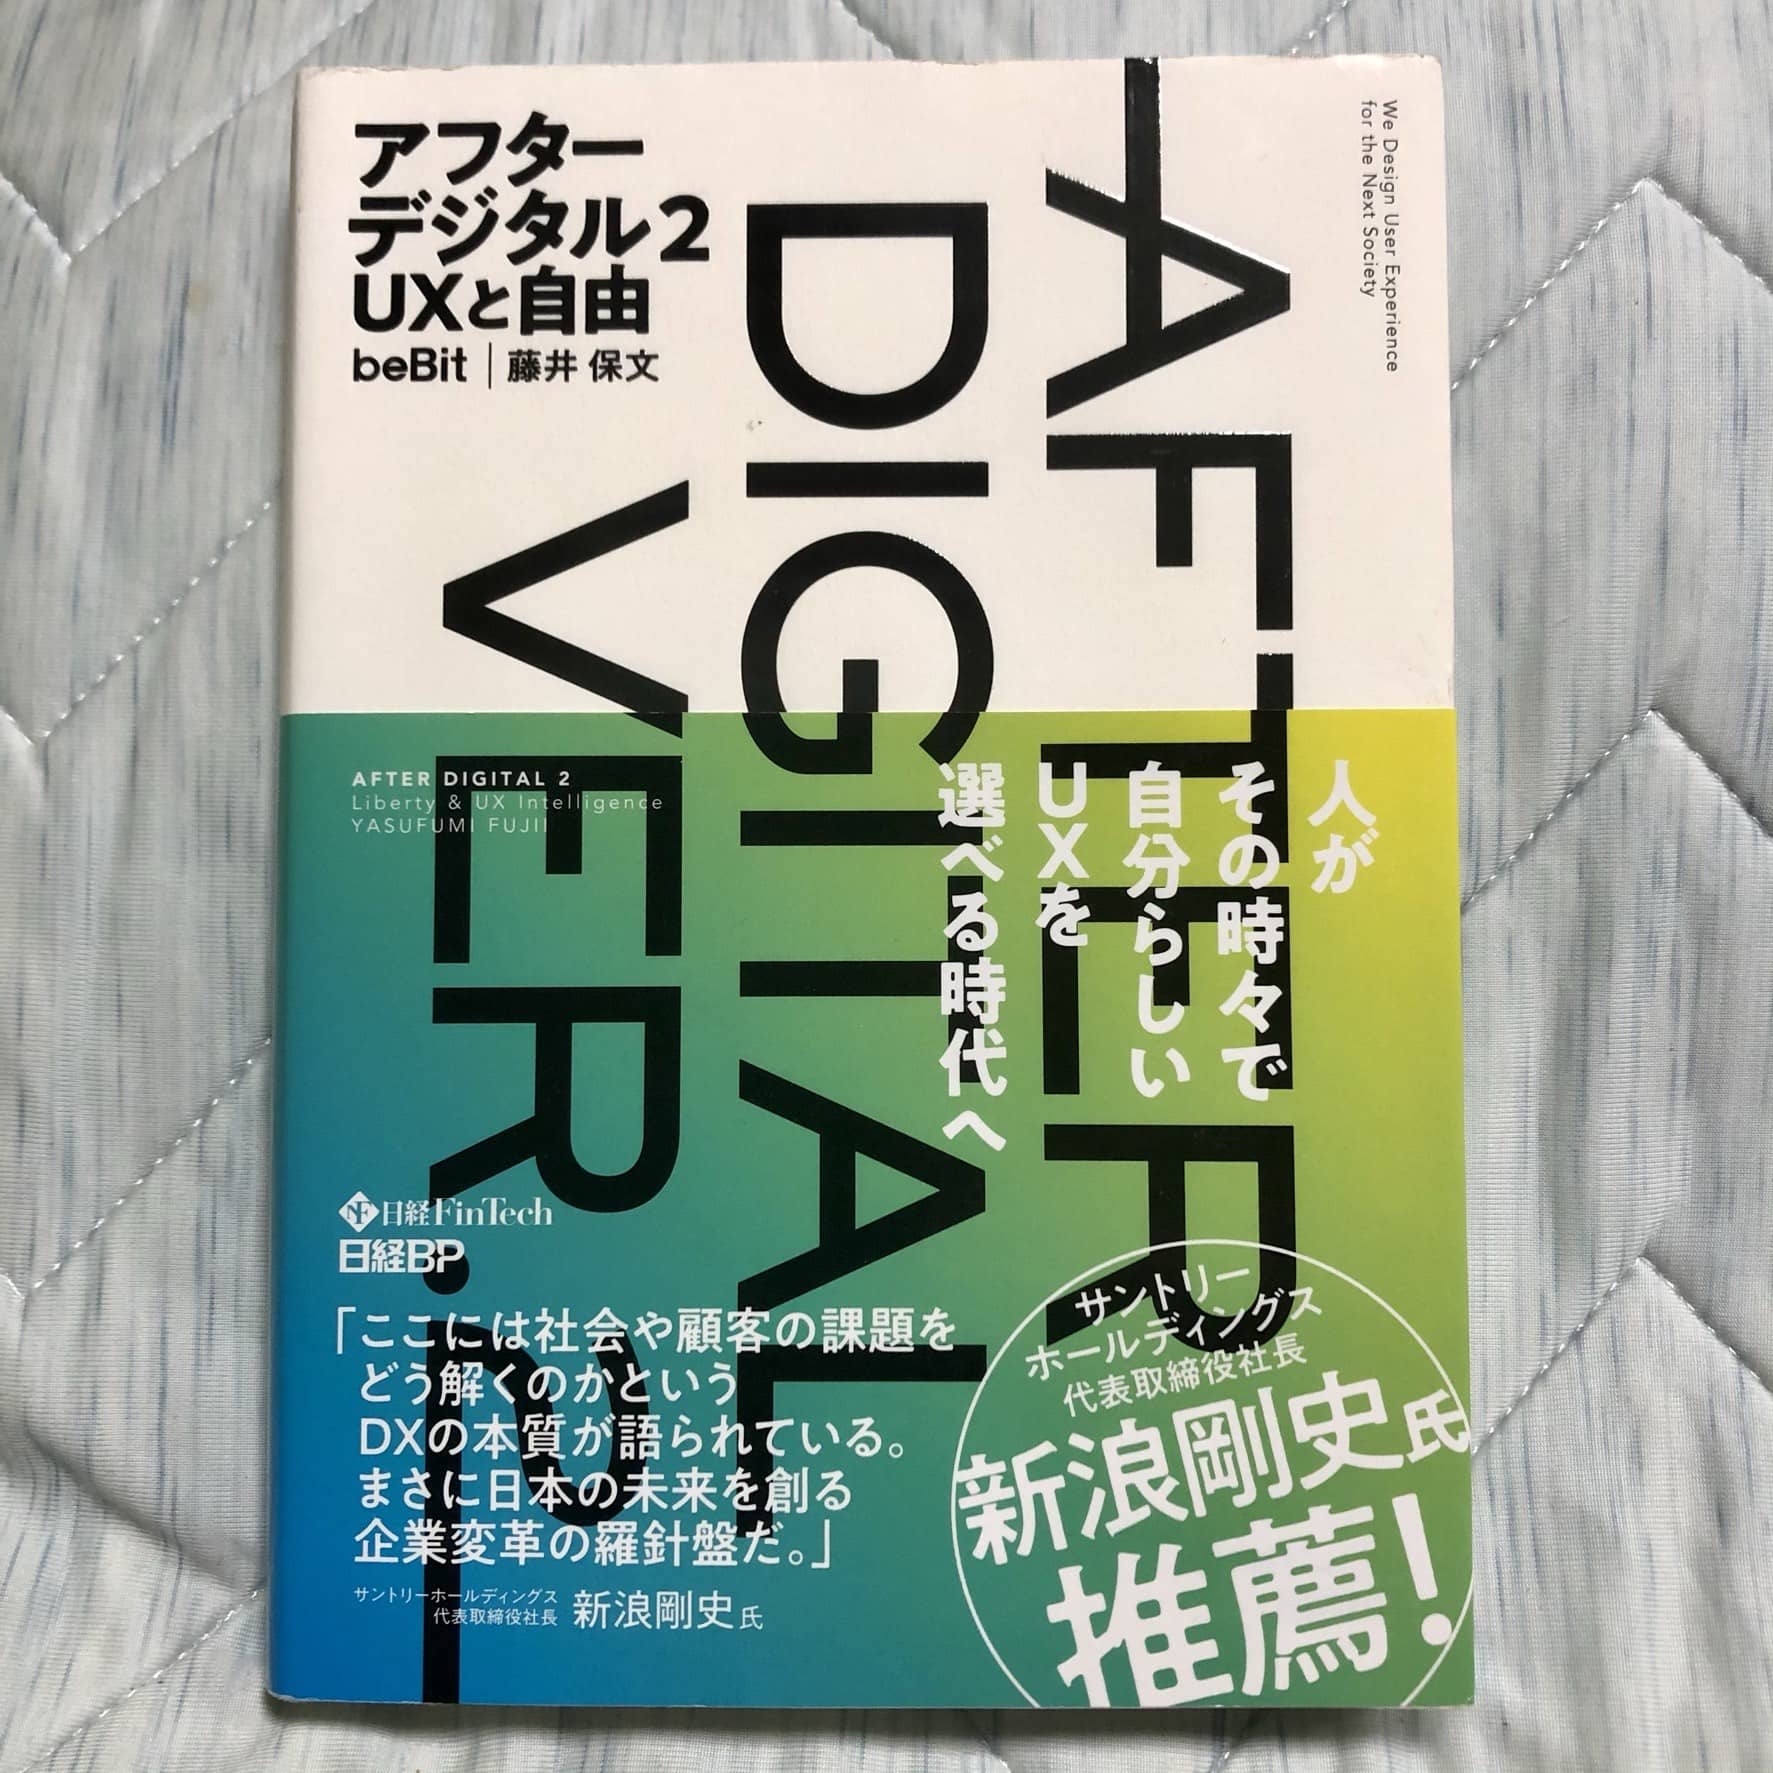 アフター
デジタル2
UXと自由
beBit | 藤井 保文
We Design User Experience
for the Next Society
AFTER
DIGITAL
VER.2
人が
その時々で
自分らしい
UXを
選べる時代へ
AFTER DIGITAL 2
Liberty & UX Intelligence
YASUFUMI FUJII
NF 日経FinTech
日経BP
「ここには社会や顧客の課題を
どう解くのかという
DXの本質が語られている。
まさに日本の未来を創る
企業変革の羅針盤だ。」
サントリーホールディングス
代表取締役社長 新浪剛史氏
サントリー
ホールディングス
代表取締役社長
新浪剛史氏
推薦!